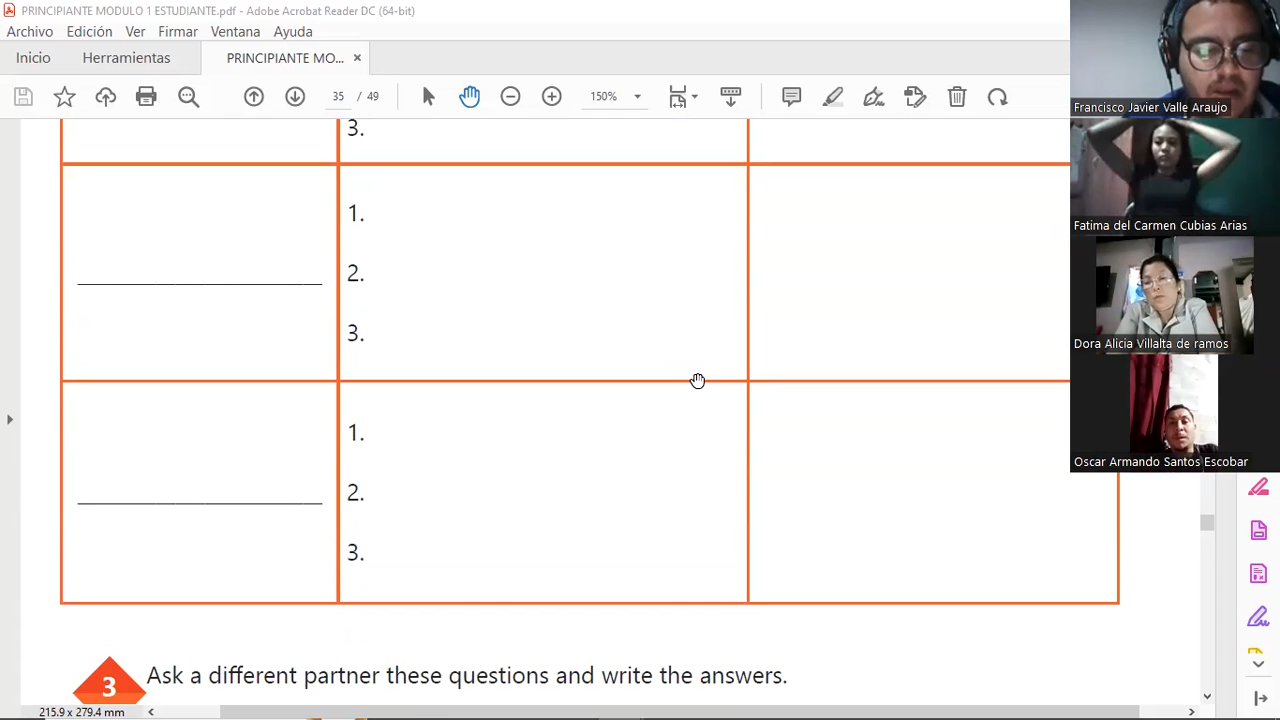 PRINCIPIANTE MODULO 1 ESTUDIANTE.pdf - Adobe Acrobat Reader DC (64-bit)
Archivo Edición Ver Firmar Ventana Ayuda
Inicio Herramientas PRINCIPIANTE MO... ×
35 / 49 150%
3.
1.
2.
3.
1.
2.
3.
3 Ask a different partner these questions and write the answers.
215.9 x 279.4 mm
Francisco Javier Valle Araujo
Fatima del Carmen Cubias Arias
Dora Alicia Villalta de ramos
Oscar Armando Santos Escobar